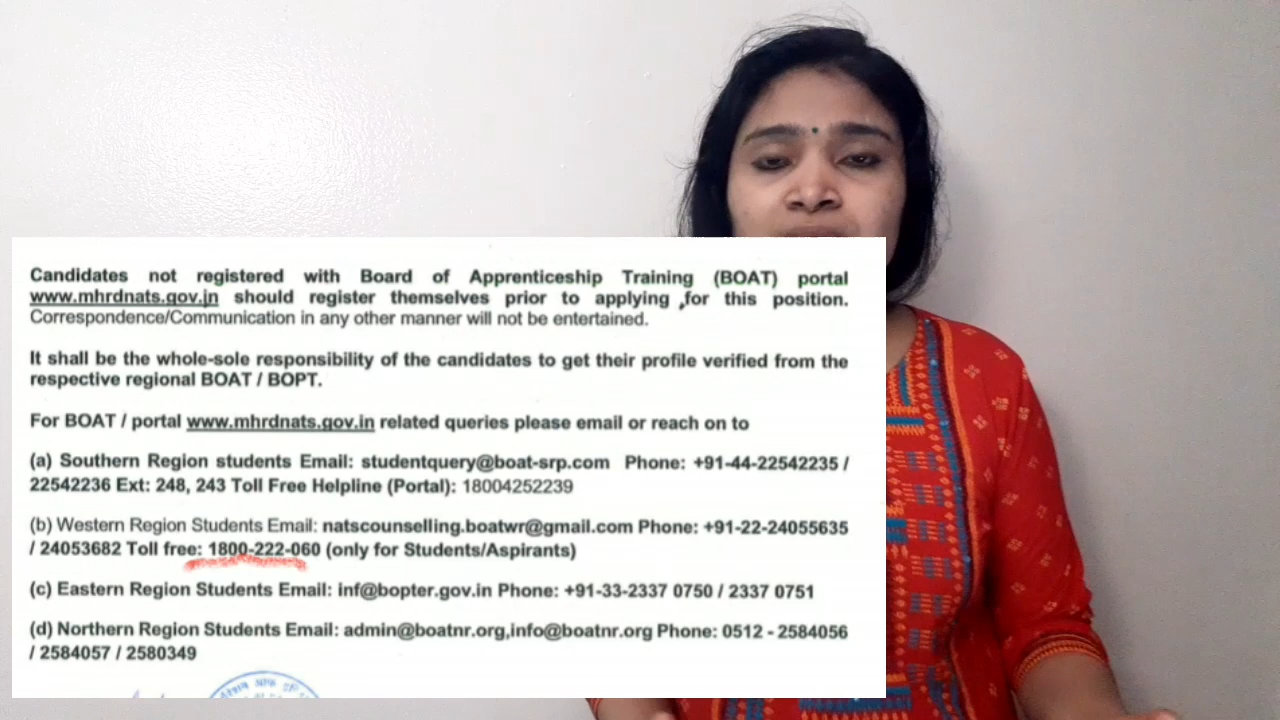 Candidates not registered with Board of Apprenticeship Training (BOAT) portal
www.mhrdnats.gov.in should register themselves prior to applying for this position.
Correspondence/Communication in any other manner will not be entertained.
It shall be the whole-sole responsibility of the candidates to get their profile verified from the
respective regional BOAT / BOPT.
For BOAT / portal www.mhrdnats.gov.in related queries please email or reach on to
(a) Southern Region students Email: studentquery@boat-srp.com Phone: +91-44-22542235 /
22542236 Ext: 248, 243 Toll Free Helpline (Portal): 18004252239
(b) Western Region Students Email: natscounselling.boatwr@gmail.com Phone: +91-22-24055635
/ 24053682 Toll free: 1800-222-060 (only for Students/Aspirants)
(c) Eastern Region Students Email: inf@bopter.gov.in Phone: +91-33-2337 0750 / 2337 0751
(d) Northern Region Students Email: admin@boatnr.org,info@boatnr.org Phone: 0512 - 2584056
/ 2584057 / 2580349